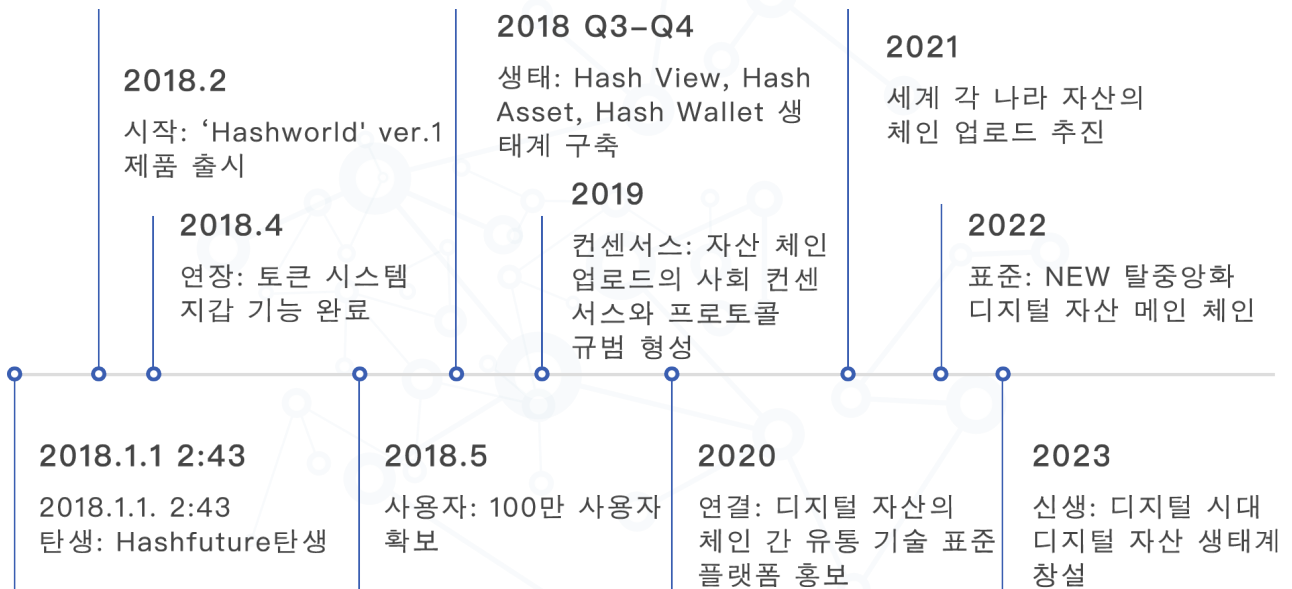 2018.2
시작: ‘Hashworld' ver.1
제품 출시
2018.4
연장: 토큰 시스템
지갑 기능 완료
2018 Q3–Q4
생태: Hash View, Hash
Asset, Hash Wallet 생
태계 구축
2019
컨센서스: 자산 체인
업로드의 사회 컨센
서스와 프로토콜
규범 형성
2021
세계 각 나라 자산의
체인 업로드 추진
2022
표준: NEW 탈중앙화
디지털 자산 메인 체인
2018.1.1 2:43
2018.1.1. 2:43
탄생: Hashfuture탄생
2018.5
사용자: 100만 사용자
확보
2020
연결: 디지털 자산의
체인 간 유통 기술 표준
플랫폼 홍보
2023
신생: 디지털 시대
디지털 자산 생태계
창설